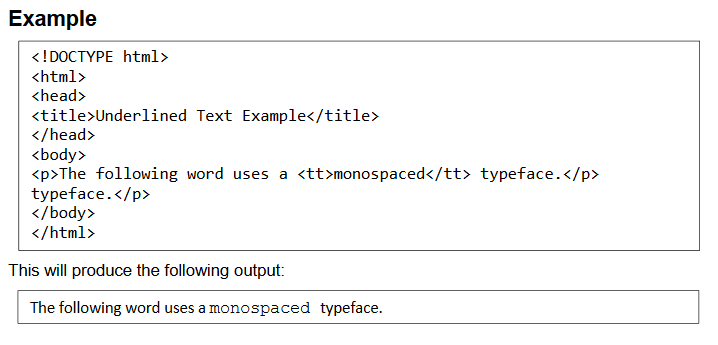 Example
<!DOCTYPE html>
<html>
<head>
<title>Underlined Text Example</title>
</head>
<body>
<p>The following word uses a <tt>monospaced</tt> typeface.</p>
typeface.</p>
</body>
</html>
This will produce the following output:
The following word uses a monospaced typeface.